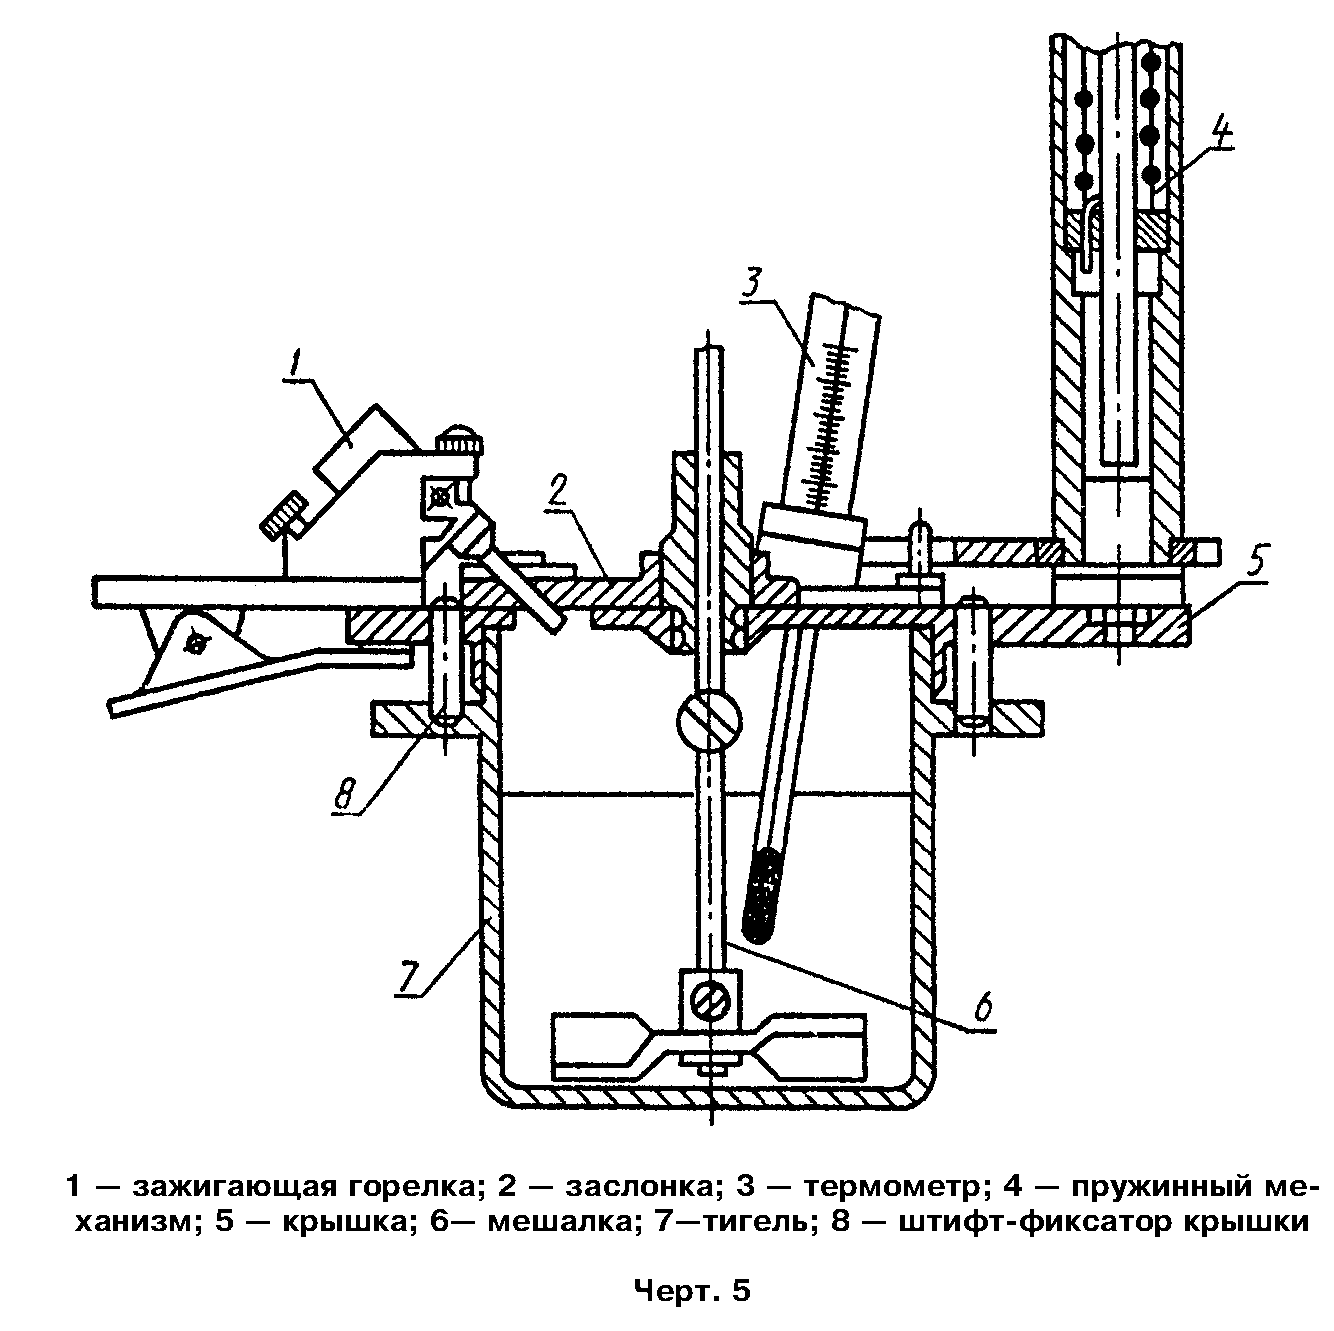 4
3
1
2
5
8
7
6
1 — зажигающая горелка; 2 — заслонка; 3 — термометр; 4 — пружинный ме-
ханизм; 5 — крышка; 6— мешалка; 7—тигель; 8 — штифт-фиксатор крышки
Черт. 5